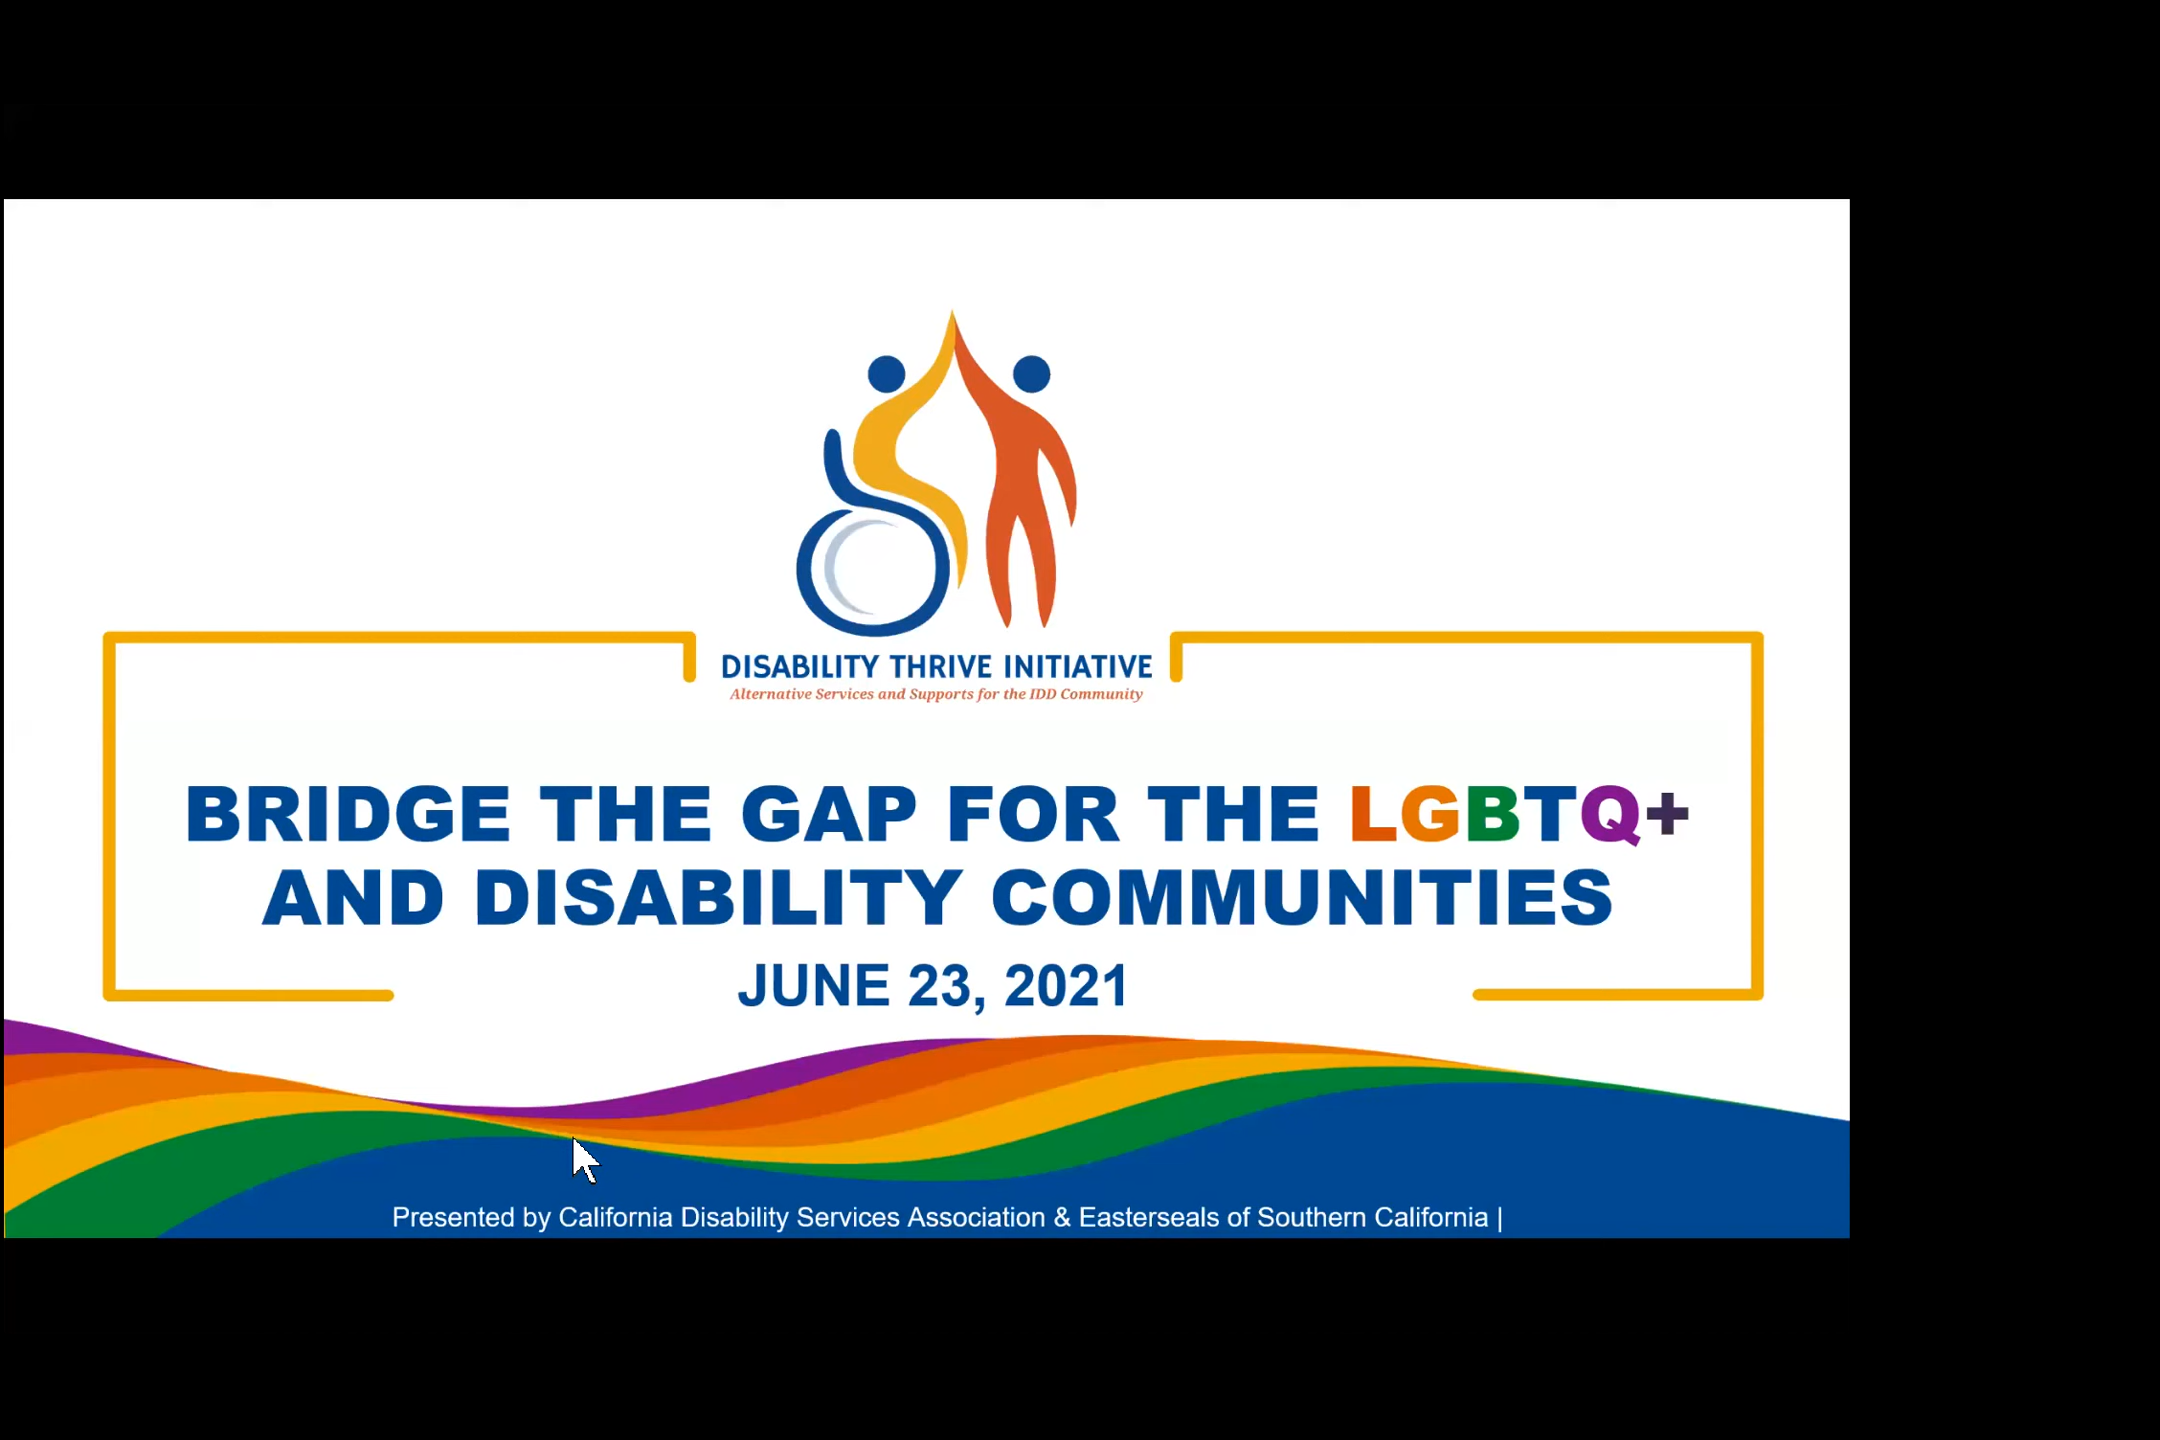 DISABILITY THRIVE INITIATIVE
Alternative Services and Supports for the IDD Community
BRIDGE THE GAP FOR THE LGBTQ+
AND DISABILITY COMMUNITIES
JUNE 23, 2021
Presented by California Disability Services Association & Easterseals of Southern California |